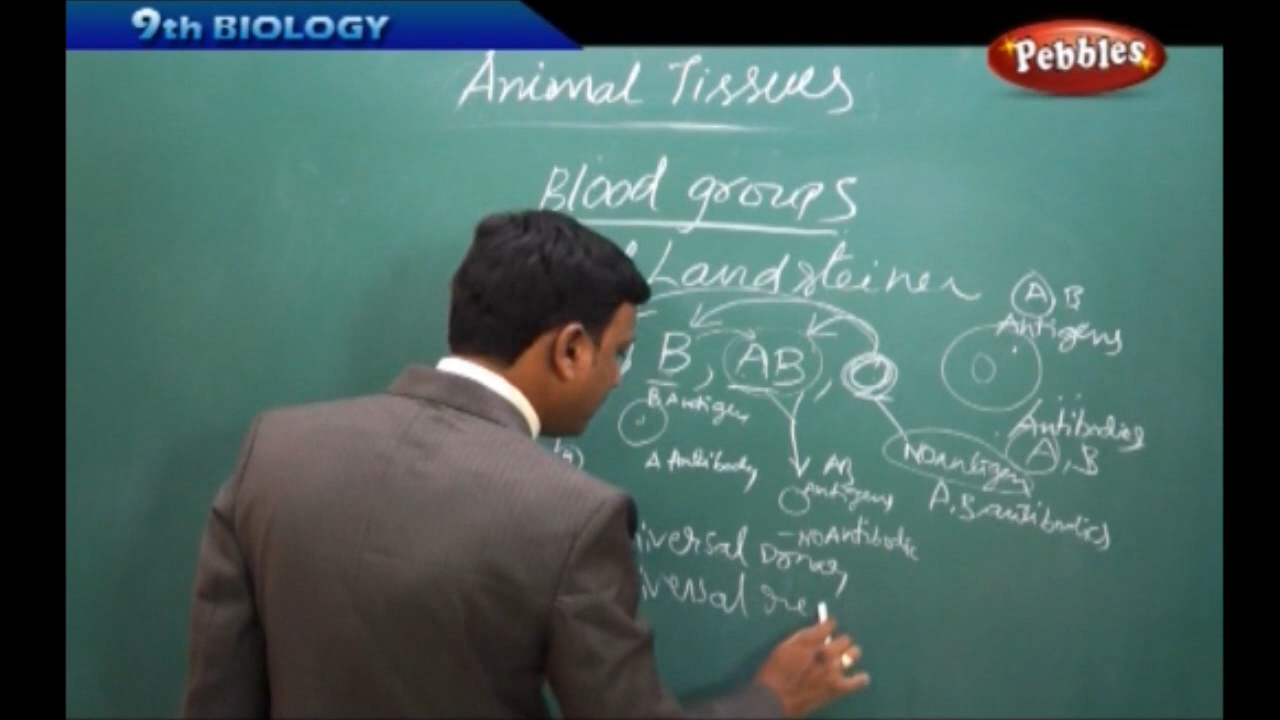 9th BIOLOGY
Pebbles
Animal Tissues
Blood groups
Landsteiner
A B
Antigens
B, AB,
B Antigen
A Antibody
AB
Antigens
- NO Antibodie
NO antigen
A, B antibodies
Antibodies
A, B
iversal Donor
iversal re